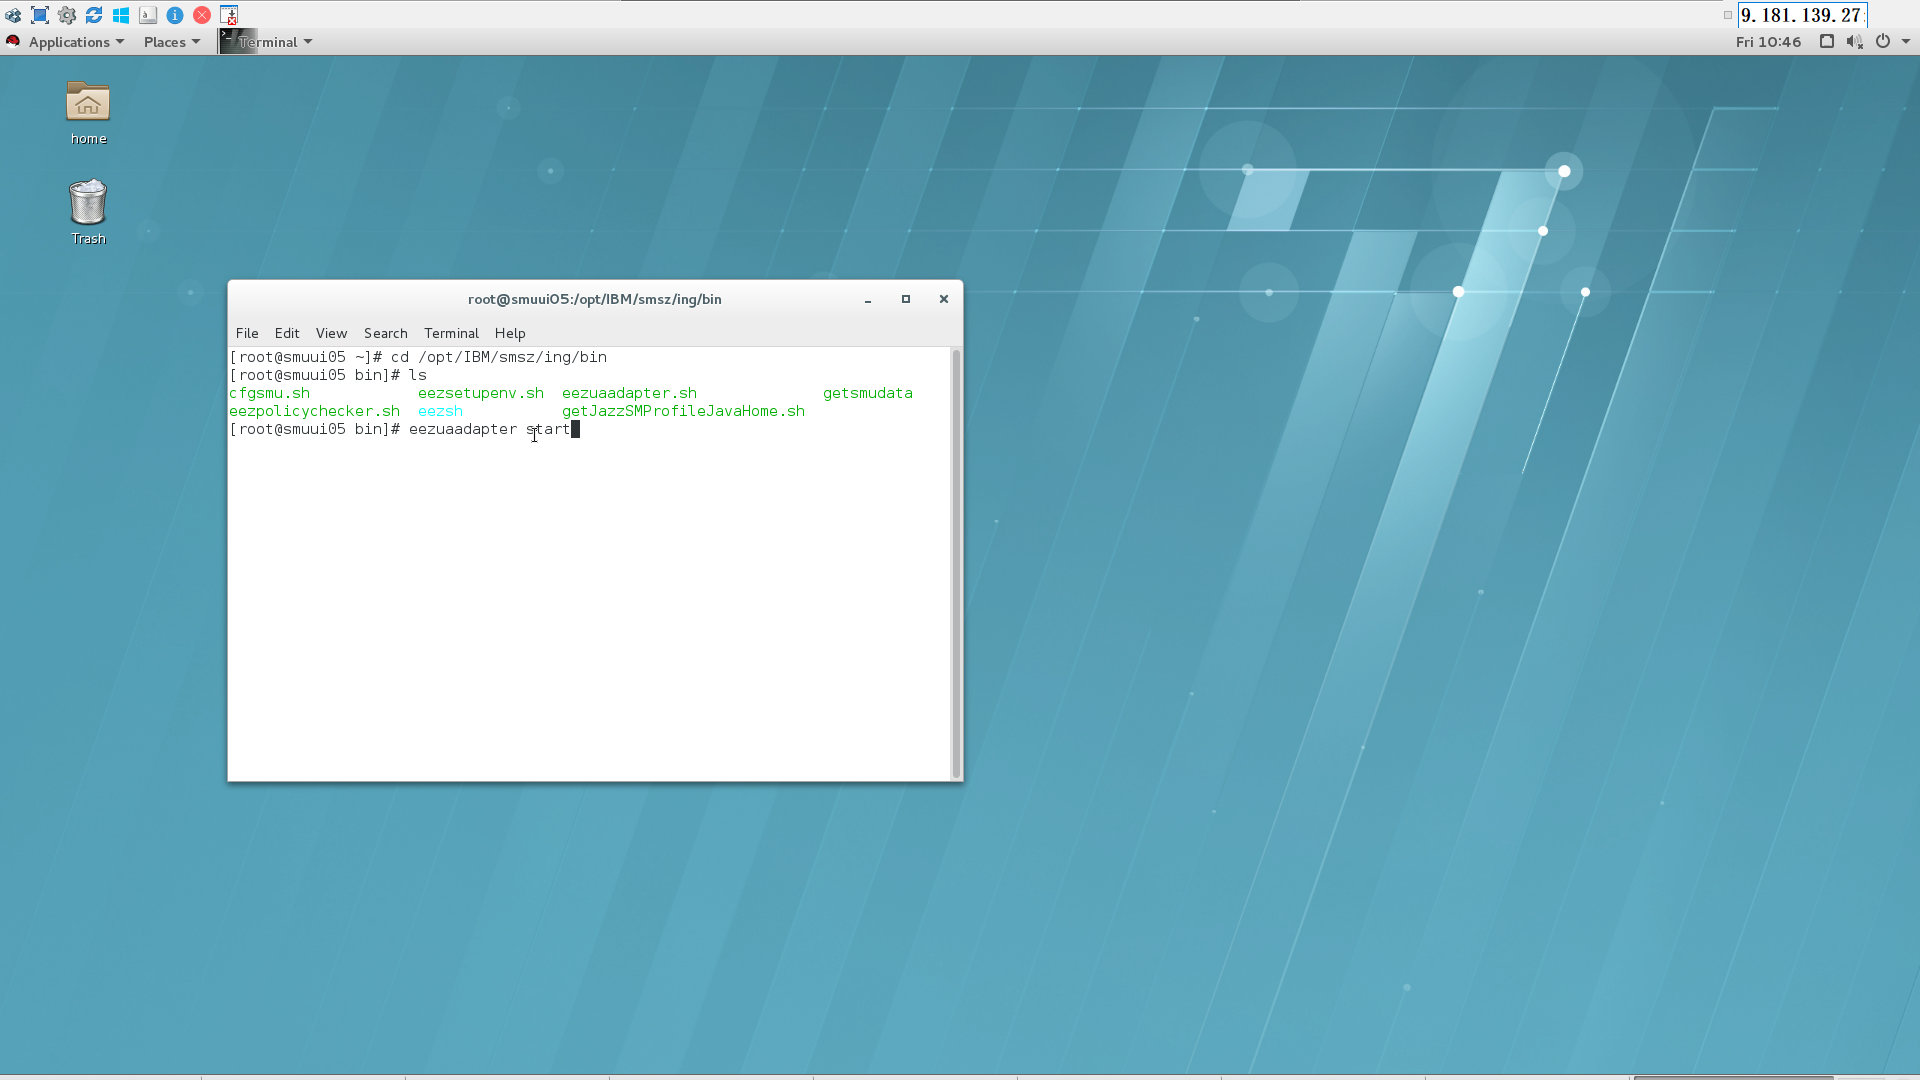 9.181.139.27:
Applications Places Terminal Fri 10:46
home
Trash
root@smuui05:/opt/IBM/smsz/ing/bin
File Edit View Search Terminal Help
[root@smuui05 ~]# cd /opt/IBM/smsz/ing/bin
[root@smuui05 bin]# ls
cfgsmu.sh eezsetupenv.sh eezuaadapter.sh getsmudata
eezpolicychecker.sh eezsh getJazzSMProfileJavaHome.sh
[root@smuui05 bin]# eezuaadapter start